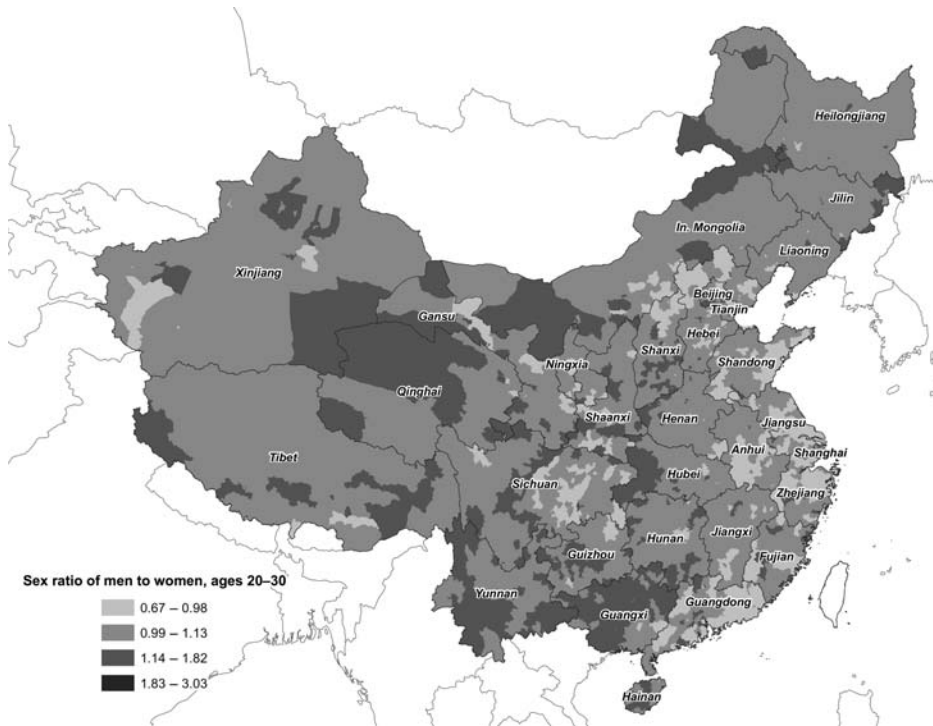 Heilongjiang
Jilin
In. Mongolia
Liaoning
Xinjiang
Beijing
Tianjin
Gansu
Hebei
Shanxi
Shandong
Ningxia
Qinghai
Shaanxi
Henan
Jiangsu
Anhui
Shanghai
Tibet
Hubei
Sichuan
Zhejiang
Jiangxi
Hunan
Guizhou
Fujian
Sex ratio of men to women, ages 20–30
Yunnan
Guangdong
Guangxi
0.67 – 0.98
0.99 – 1.13
1.14 – 1.82
1.83 – 3.03
Hainan